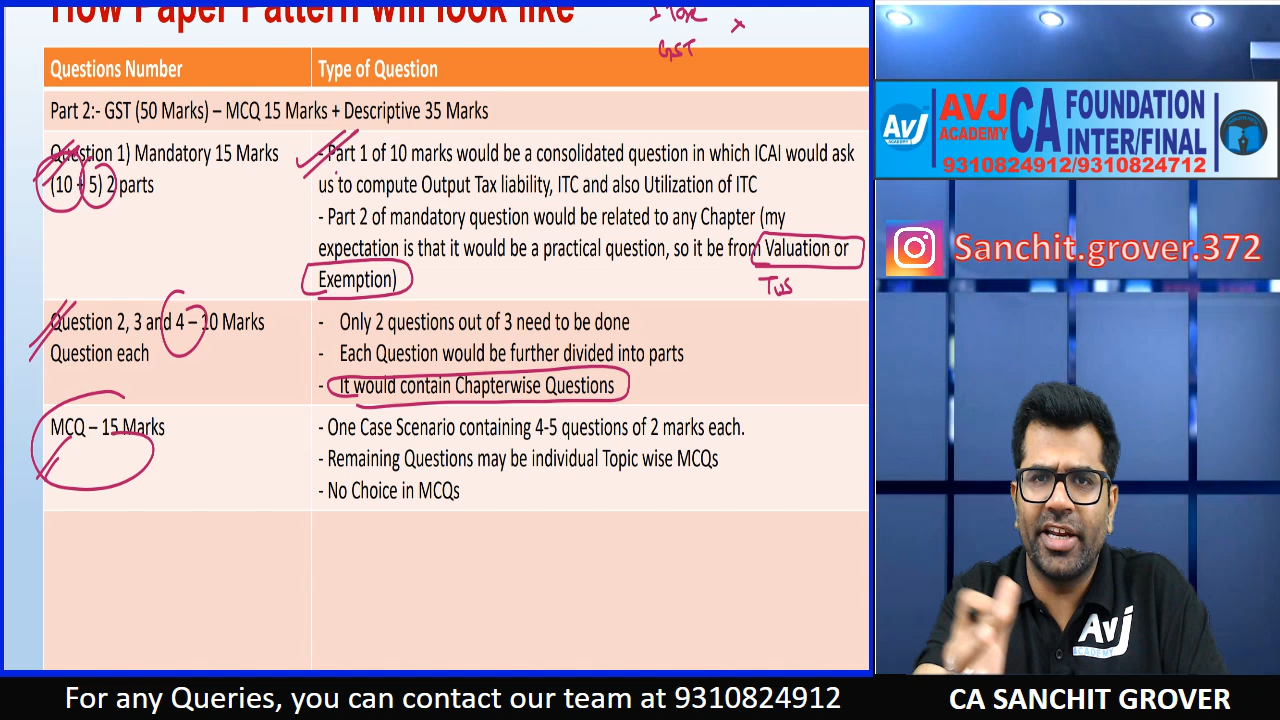 How Paper Pattern will look like
I Tax
GST
Questions Number
Type of Question
Part 2:- GST (50 Marks) – MCQ 15 Marks + Descriptive 35 Marks
Question 1) Mandatory 15 Marks
(10 + 5) 2 parts
- Part 1 of 10 marks would be a consolidated question in which ICAI would ask
us to compute Output Tax liability, ITC and also Utilization of ITC
- Part 2 of mandatory question would be related to any Chapter (my
expectation is that it would be a practical question, so it be from Valuation or
Exemption)
Question 2, 3 and 4 – 10 Marks
Question each
- Only 2 questions out of 3 need to be done
- Each Question would be further divided into parts
- It would contain Chapterwise Questions
MCQ – 15 Marks
- One Case Scenario containing 4-5 questions of 2 marks each.
- Remaining Questions may be individual Topic wise MCQs
- No Choice in MCQs
AVJ
AVJ
ACADEMY
CA
FOUNDATION
INTER/FINAL
9310824912/9310824712
Sanchit.grover.372
AVJ
ACADEMY
For any Queries, you can contact our team at 9310824912
CA SANCHIT GROVER